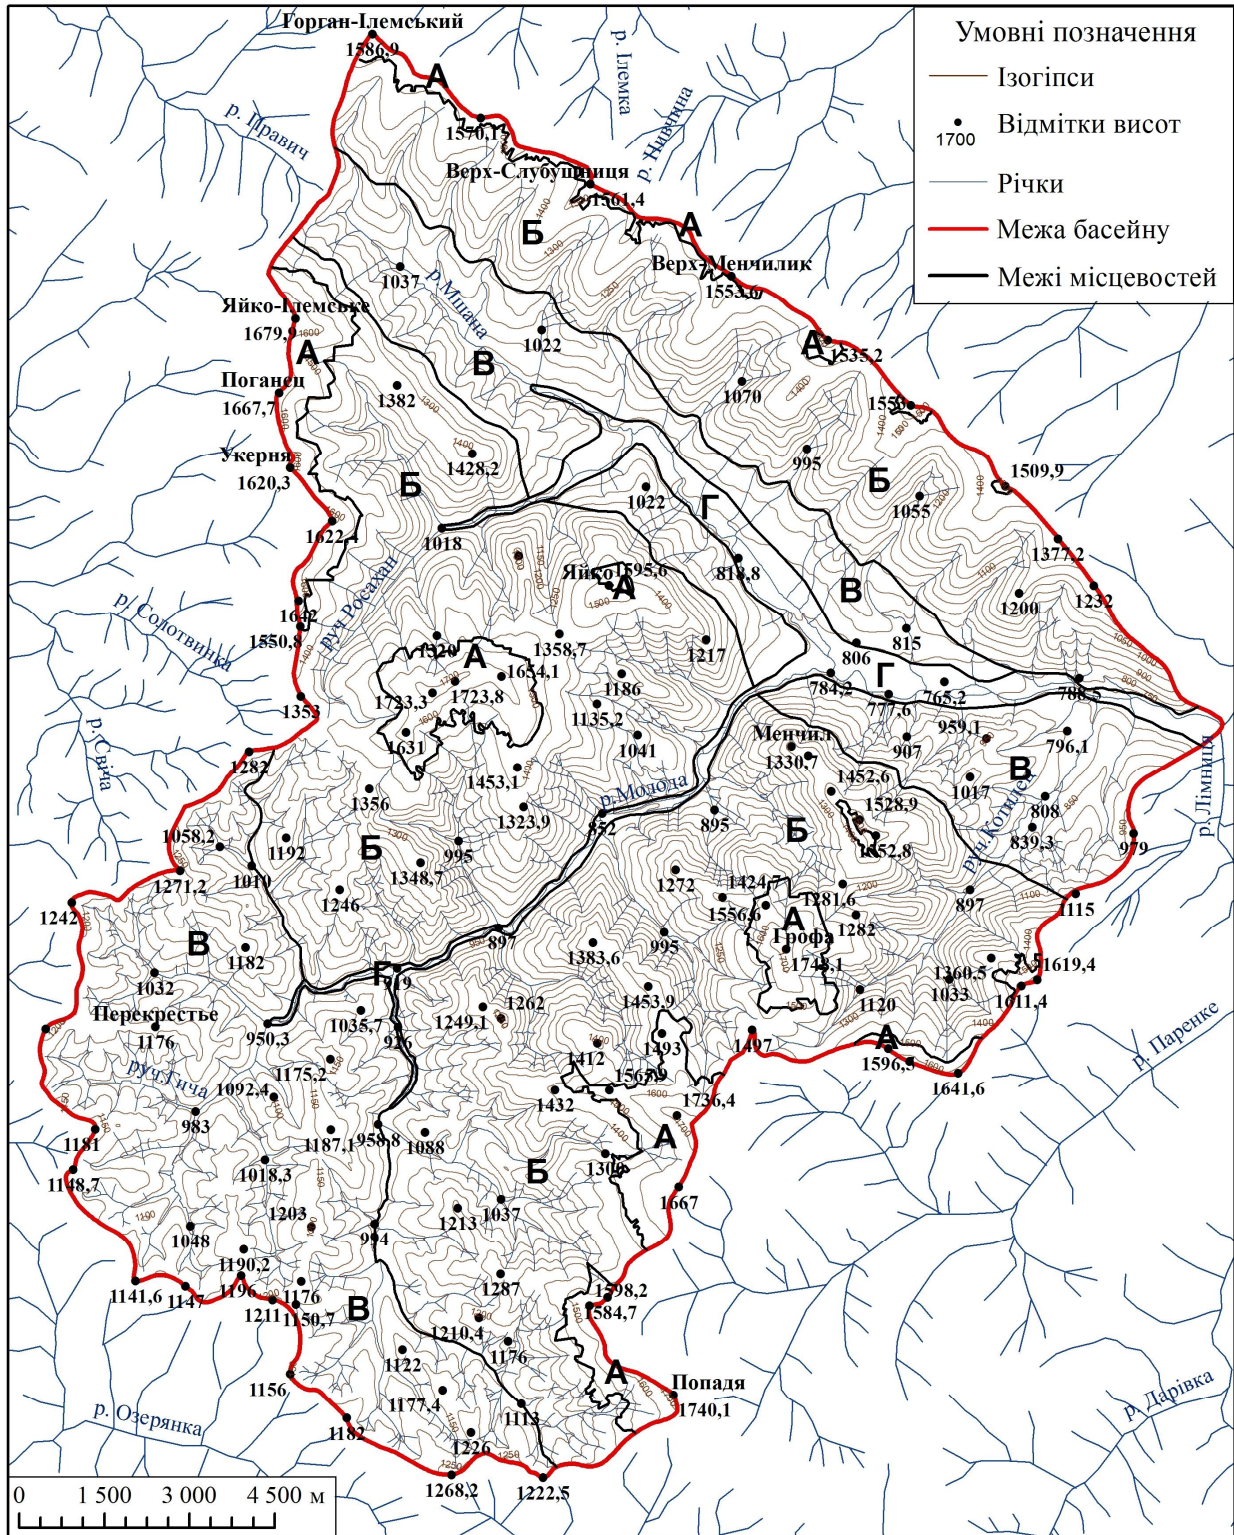 Умовні позначення
Ізогіпси
Відмітки висот
1700
Річки
Межа басейну
Межі місцевостей
Горган-Ілемський
1586,9
А
р. Ілемка
р. Нивчина
р. Правич
1570,1
Верх-Слубушниця
1561,4
А
Б
Верх-Менчилик
1553,6
1037
р.Мшана
1022
Яйко-Ілемське
1679,9
А
А
1535,2
В
Поганец
1667,7
1382
1070
1556
Укерня
1620,3
1428,2
Б
995
Б
1509,9
1055
1022
Г
1622,4
1018
1377,2
818,8
Яйко
1595,6
А
В
1200
1232
1642
1550,8
руч.Росахан
р. Солотвинка
1320
1358,7
1217
806
815
А
1654,1
1186
784,2
Г
765,2
788,5
1723,3
1723,8
1353
1135,2
777,6
959,1
1631
1041
907
796,1
р. Свіча
Менчил
1330,7
В
р. Лімниця
1282
1453,1
1452,6
1017
р.Молода
1356
1323,9
852
895
1528,9
808
руч.Котилец
839,3
979
1058,2
1192
995
Б
Б
1652,8
1010
1348,7
1271,2
1246
1272
1424,7
1281,6
897
1115
1242
1556,6
А
1282
В
1182
897
1383,6
995
Грофа
1748,1
1360,5
1619,4
1032
Г
919
1453,9
1120
1033
1611,4
Перекрестье
1176
950,3
1035,7
1249,1
1262
926
1493
1497
А
1596,5
р. Паренке
1175,2
1412
1641,6
руч.Гича
1092,4
1432
1565,9
1736,4
983
1181
1187,1
958,8
1088
А
1148,7
1018,3
1300
Б
1667
1203
1213
1037
1048
994
1190,2
1287
1598,2
1141,6
1147
1196
1176
1584,7
1211
1150,7
В
1210,4
1176
1122
А
1156
1177,4
Попадя
1740,1
1113
р. Озерянка
1182
1226
р. Дарівка
1268,2
1222,5
0 1 500 3 000 4 500 м